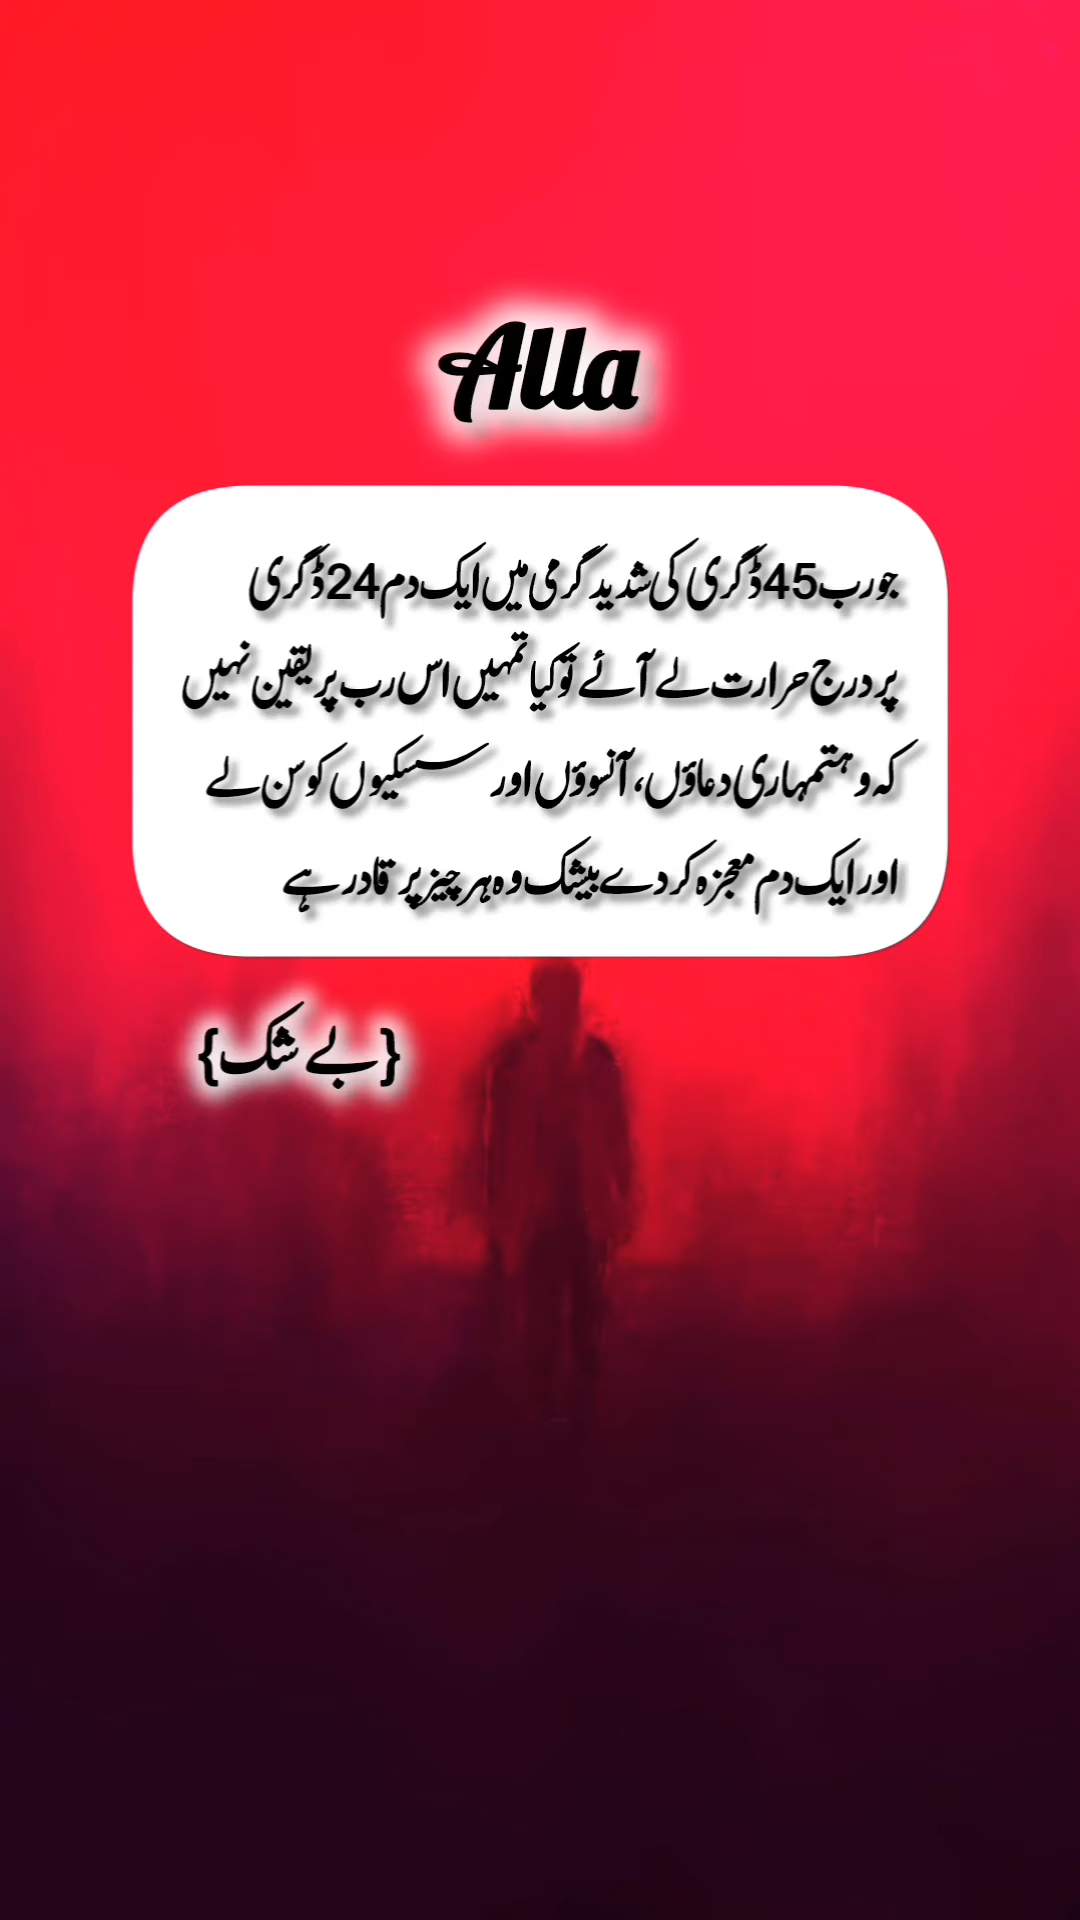 Alla
جو رب 45 ڈگری کی شدید گرمی میں ایک دم 24 ڈگری
پر درج حرارت لے آئے تو کیا تمہیں اس رب پر یقین نہیں
کہ وہتمہاری دعاؤں، آنسوؤں اور سسکیوں کو سن لے
اور ایک دم معجزہ کر دے بیشک وہ ہر چیز پر قادر ہے
{بے شک}